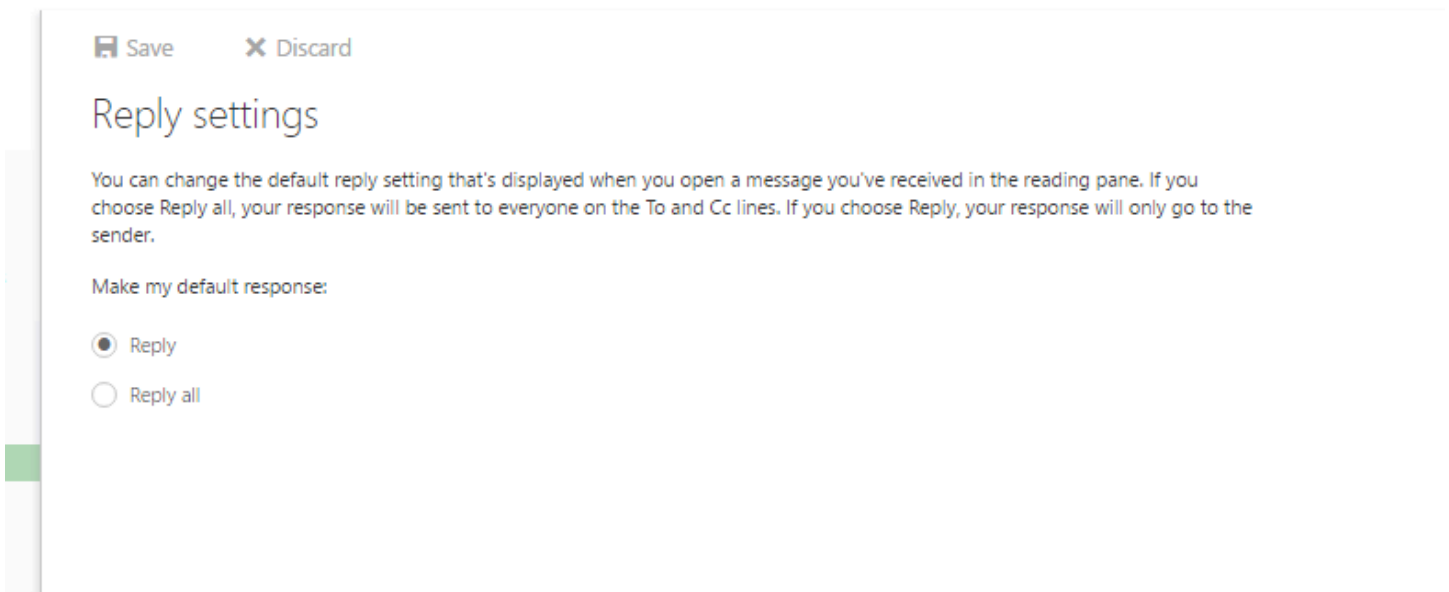 Save Discard
Reply settings
You can change the default reply setting that's displayed when you open a message you've received in the reading pane. If you
choose Reply all, your response will be sent to everyone on the To and Cc lines. If you choose Reply, your response will only go to the
sender.
Make my default response:
Reply
Reply all